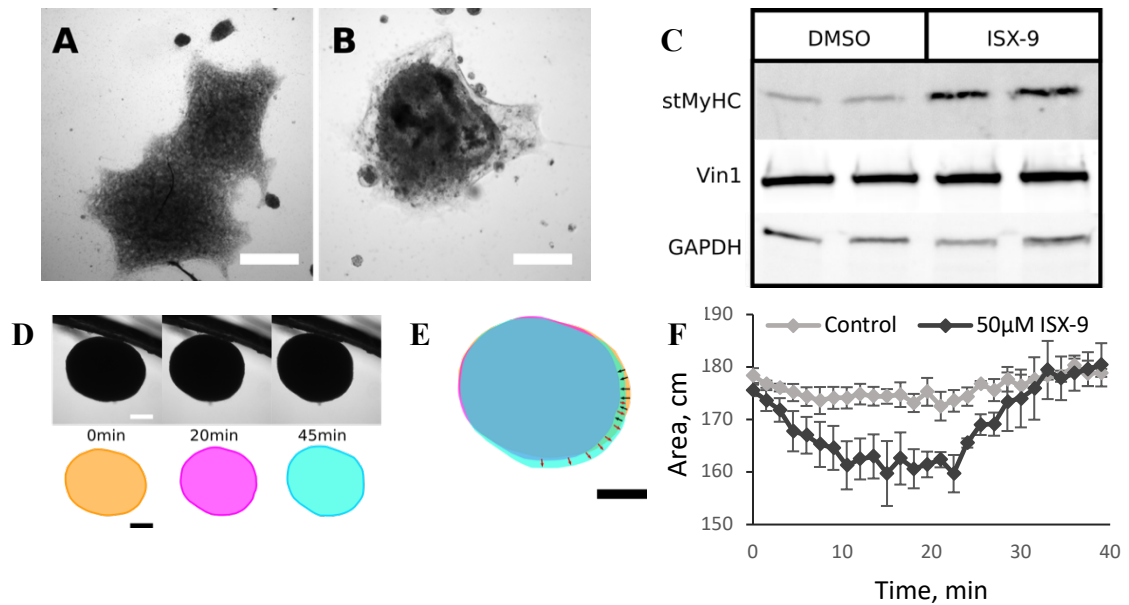 A
B
C
DMSO ISX-9
stMyHC
Vin1
GAPDH
D
0min 20min 45min
E
F
Control 50μM ISX-9
190
180
170
160
150
Area, cm
0 10 20 30 40
Time, min